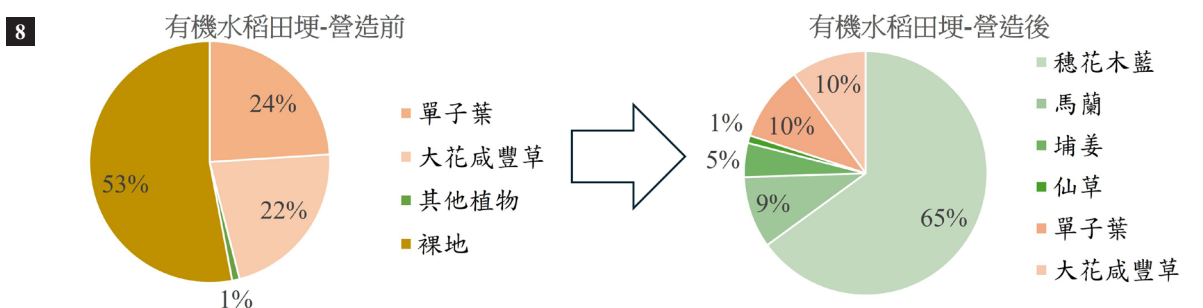 8
有機水稻田埂-營造前
24%
22%
1%
53%
單子葉
大花咸豐草
其他植物
裸地
有機水稻田埂-營造後
65%
9%
5%
1%
10%
10%
穗花木藍
馬蘭
埔姜
仙草
單子葉
大花咸豐草